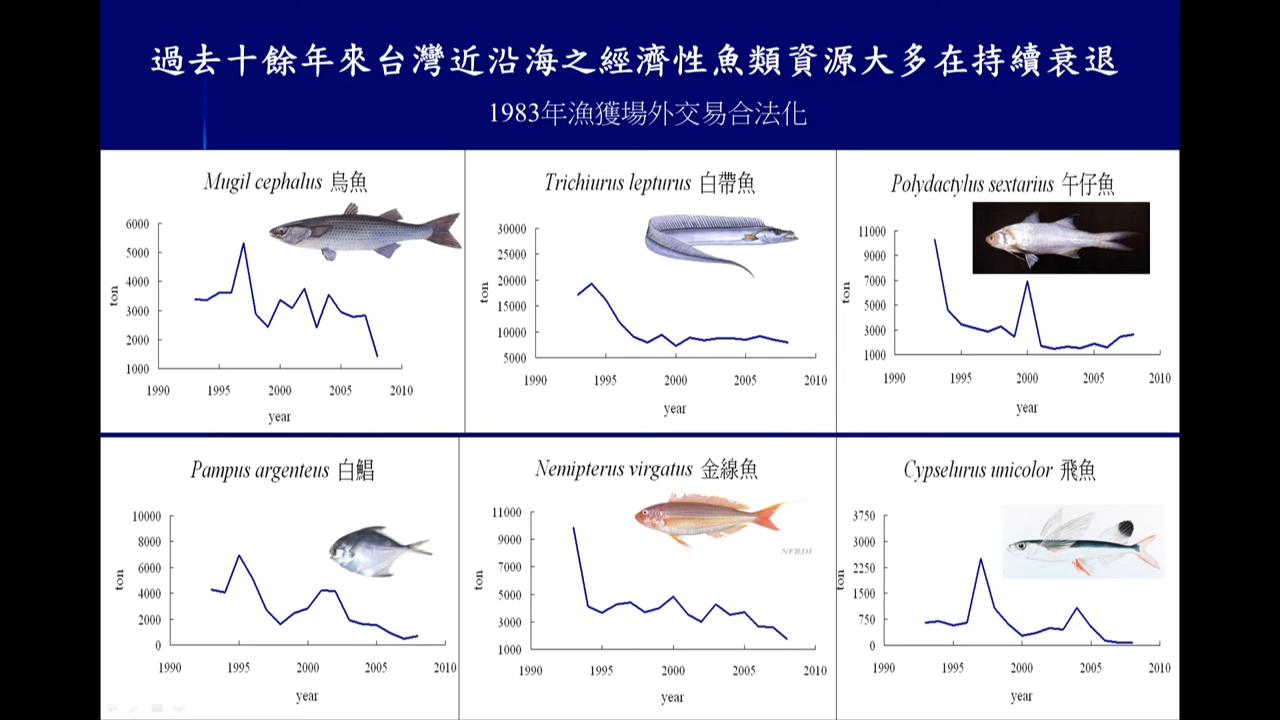 過去十餘年來台灣近沿海之經濟性魚類資源大多在持續衰退
1983年漁獲場外交易合法化
Mugil cephalus 烏魚
6000
5000
4000
3000
2000
1000
ton
1990 1995 2000 2005 2010
year
Trichiurus lepturus 白帶魚
30000
25000
20000
15000
10000
5000
ton
1990 1995 2000 2005 2010
year
Polydactylus sextarius 午仔魚
11000
9000
7000
5000
3000
1000
ton
1990 1995 2000 2005 2010
year
Pampus argenteus 白鯧
10000
8000
6000
4000
2000
0
ton
1990 1995 2000 2005 2010
year
Nemipterus virgatus 金線魚
11000
9000
7000
5000
3000
1000
ton
NFRDI
1990 1995 2000 2005 2010
year
Cypselurus unicolor 飛魚
3750
3000
2250
1500
750
0
ton
1990 1995 2000 2005 2010
year